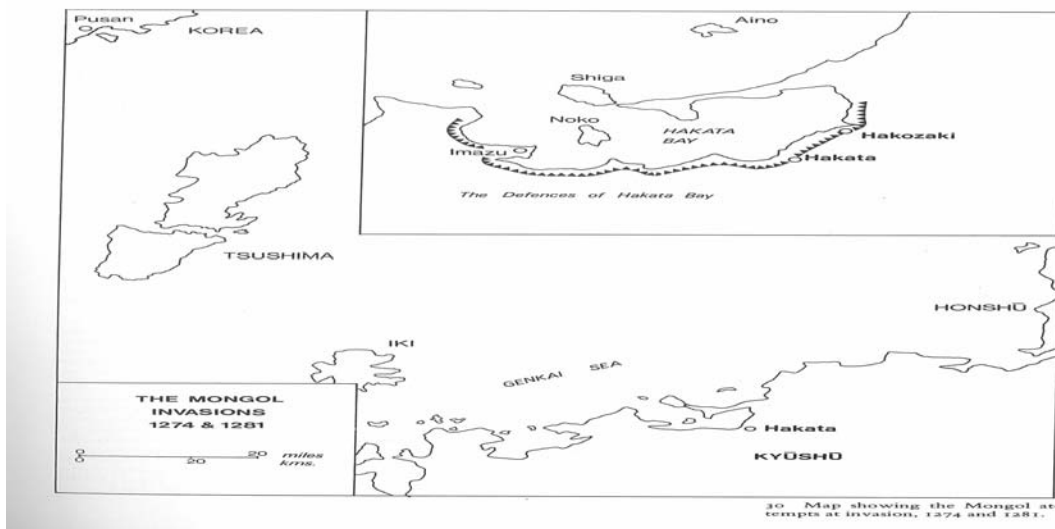 Pusan
KOREA
Aino
Shiga
Noko
HAKATA
BAY
Hakozaki
Imazu
Hakata
The Defences of Hakata Bay
TSUSHIMA
HONSHŪ
IKI
GENKAI SEA
THE MONGOL
INVASIONS
1274 & 1281
0 20 miles
0 20 kms.
Hakata
KYŪSHŪ
30 Map showing the Mongol at-
tempts at invasion, 1274 and 1281.